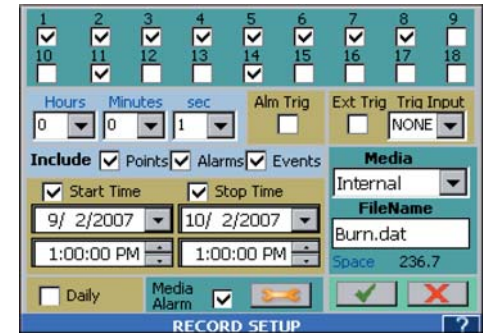 1 2 3 4 5 6 7 8 9
10 11 12 13 14 15 16 17 18
Hours Minutes sec Alm Trig Ext Trig Trig Input
0 0 1 NONE
Include Points Alarms Events
Media
Internal
Start Time Stop Time
FileName
9/ 2/2007 10/ 2/2007
Burn.dat
1:00:00 PM 1:00:00 PM
Space 236.7
Daily Media Alarm
RECORD SETUP ?